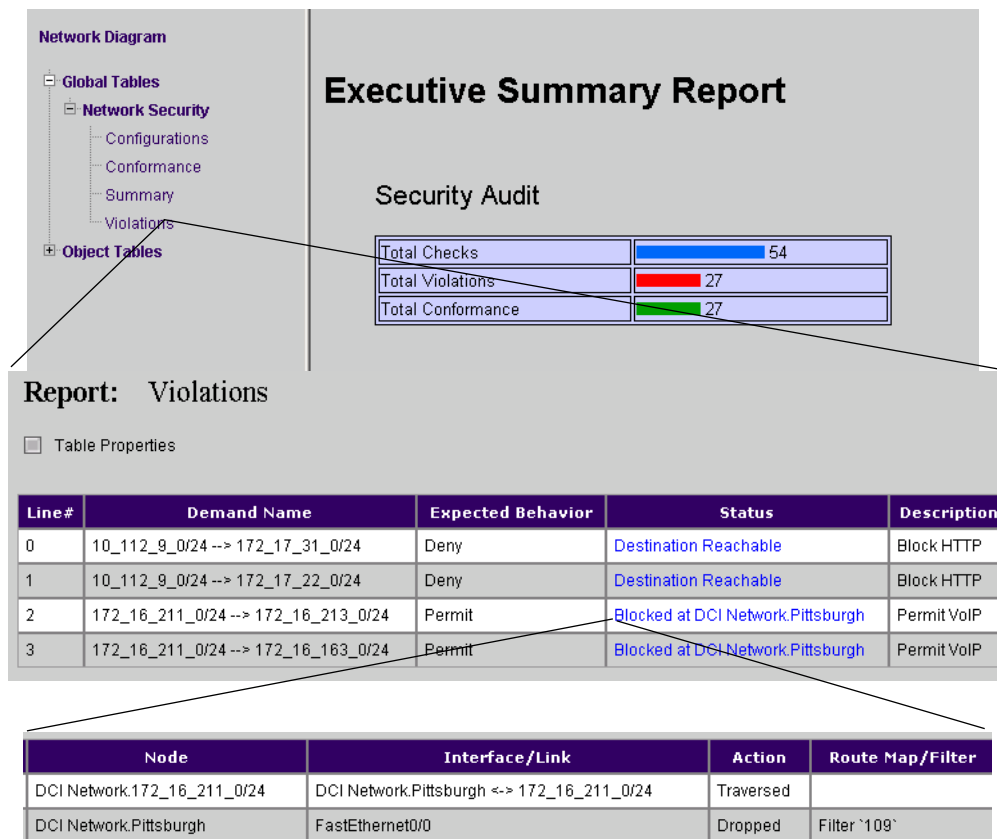 Network Diagram
Global Tables
Network Security
Configurations
Conformance
Summary
Violations
Object Tables
Executive Summary Report
Security Audit
Total Checks 54
Total Violations 27
Total Conformance 27
Report: Violations
Table Properties
Line# Demand Name Expected Behavior Status Description
0 10_112_9_0/24 --> 172_17_31_0/24 Deny Destination Reachable Block HTTP
1 10_112_9_0/24 --> 172_17_22_0/24 Deny Destination Reachable Block HTTP
2 172_16_211_0/24 --> 172_16_213_0/24 Permit Blocked at DCI Network.Pittsburgh Permit VoIP
3 172_16_211_0/24 --> 172_16_163_0/24 Permit Blocked at DCI Network.Pittsburgh Permit VoIP
Node Interface/Link Action Route Map/Filter
DCI Network.172_16_211_0/24 DCI Network.Pittsburgh <-> 172_16_211_0/24 Traversed
DCI Network.Pittsburgh FastEthernet0/0 Dropped Filter `109`